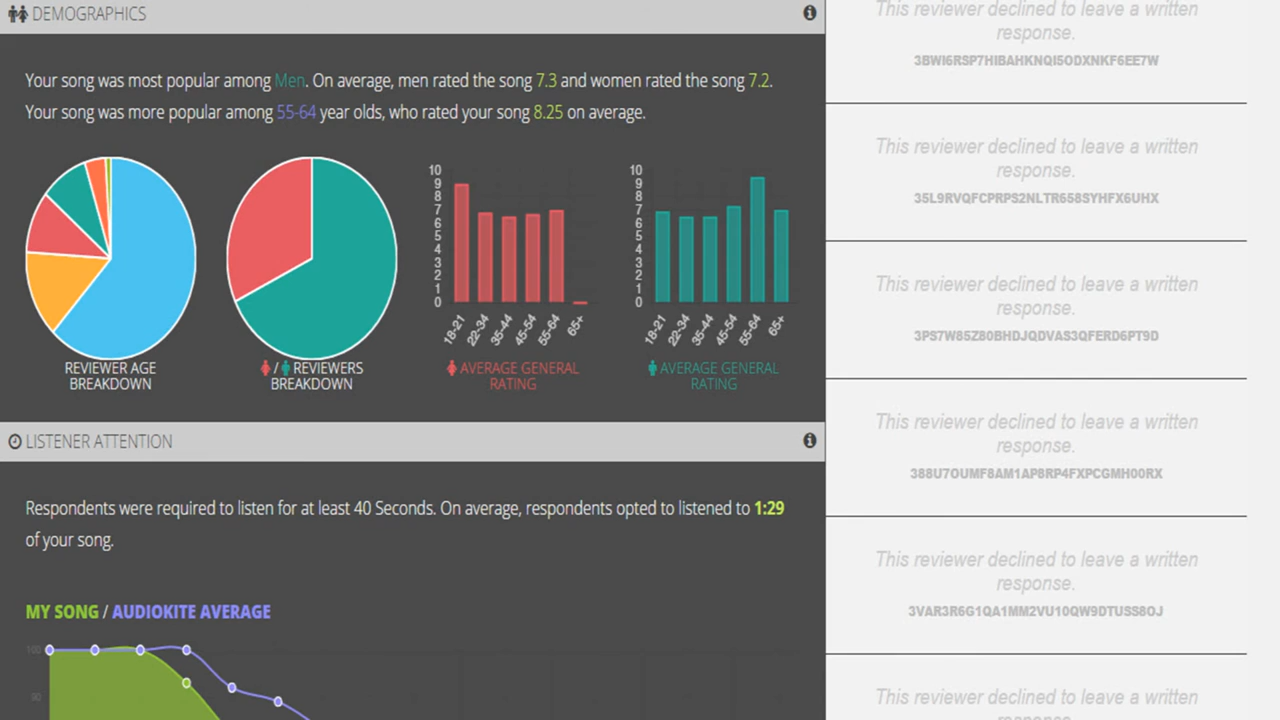 DEMOGRAPHICS
Your song was most popular among Men. On average, men rated the song 7.3 and women rated the song 7.2.
Your song was more popular among 55-64 year olds, who rated your song 8.25 on average.
REVIEWER AGE
BREAKDOWN
/ REVIEWERS
BREAKDOWN
10
9
8
7
6
5
4
3
2
1
0
18-21
22-34
35-44
45-54
55-64
65+
AVERAGE GENERAL
RATING
10
9
8
7
6
5
4
3
2
1
0
18-21
22-34
35-44
45-54
55-64
65+
AVERAGE GENERAL
RATING
LISTENER ATTENTION
Respondents were required to listen for at least 40 Seconds. On average, respondents opted to listened to 1:29
of your song.
MY SONG / AUDIOKITE AVERAGE
100
80
This reviewer declined to leave a written
response.
3BWI6RSP7HIBAHKNQI5ODXNKF6EE7W
This reviewer declined to leave a written
response.
35L9RVQFCPRPS2NLTR658SYHFX6UHX
This reviewer declined to leave a written
response.
3PS7W85Z80BHDJQDVAS3QFERD6PT9D
This reviewer declined to leave a written
response.
388U7OUMF8AM1AP8RP4FXPCGMH00RX
This reviewer declined to leave a written
response.
3VAR3R6G1QA1MM2VU10QW9DTUSS8OJ
This reviewer declined to leave a written
response.